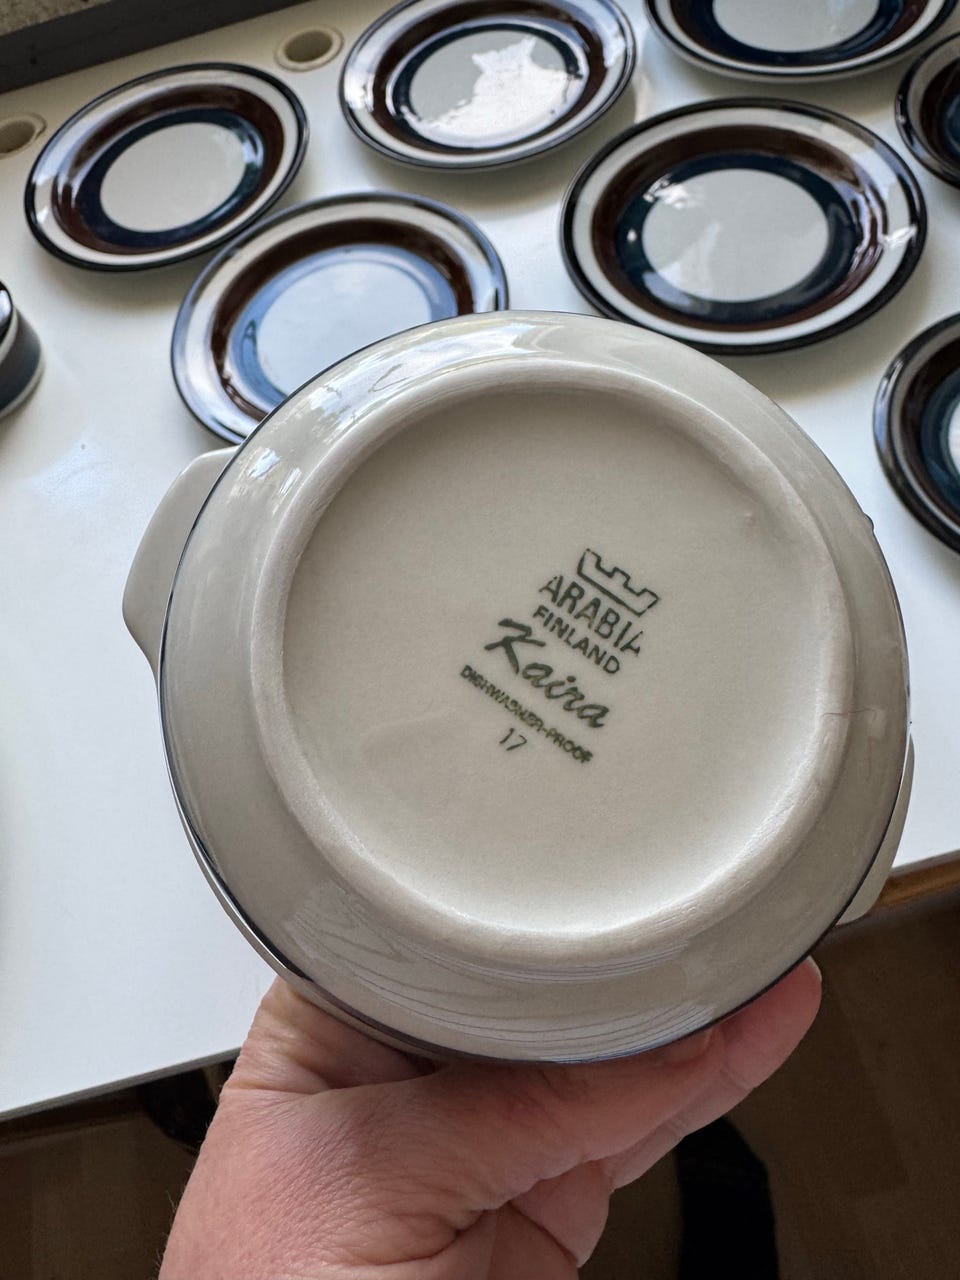 ARABIA
FINLAND
Kaira
DISHWASHER-PROOF
17